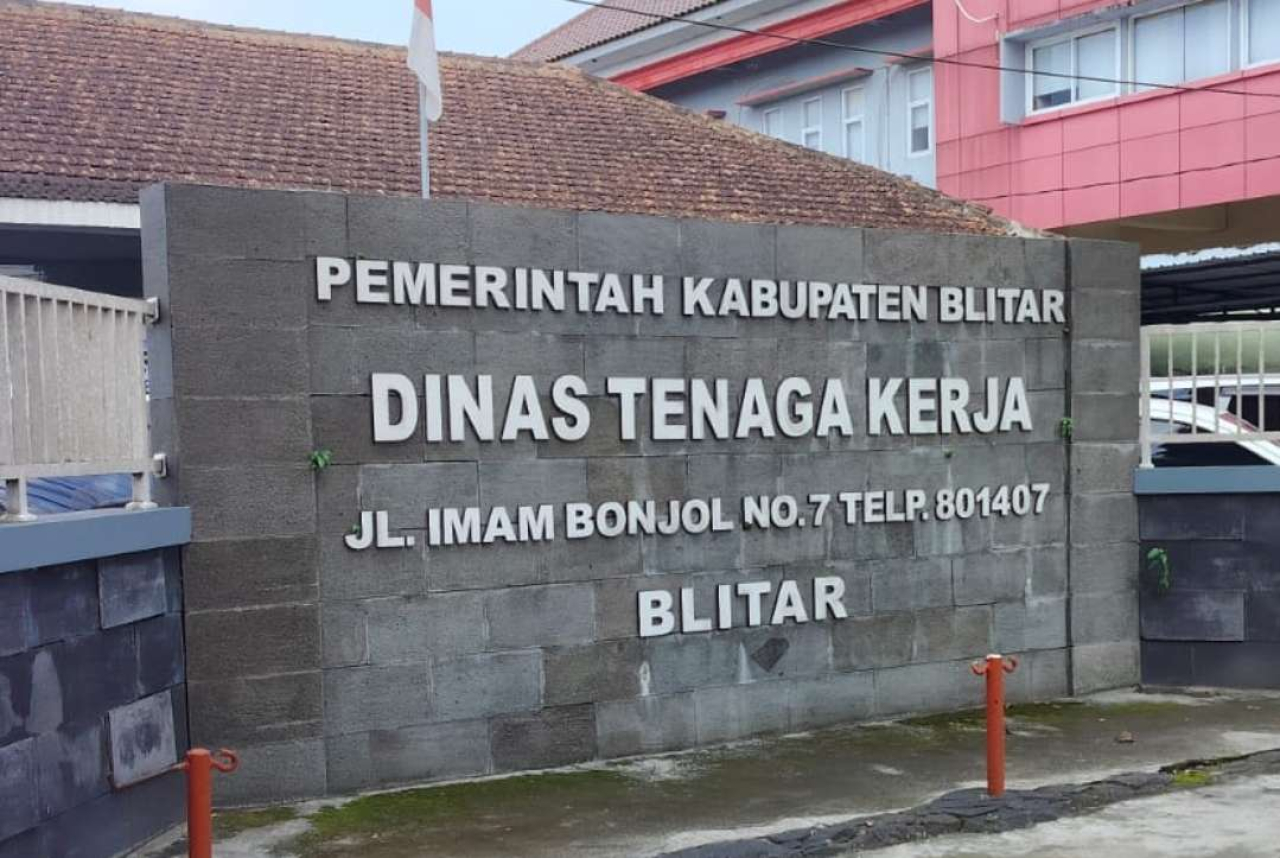 PEMERINTAH KABUPATEN BLITAR
DINAS TENAGA KERJA
JL. IMAM BONJOL NO. 7 TELP. 801407
BLITAR